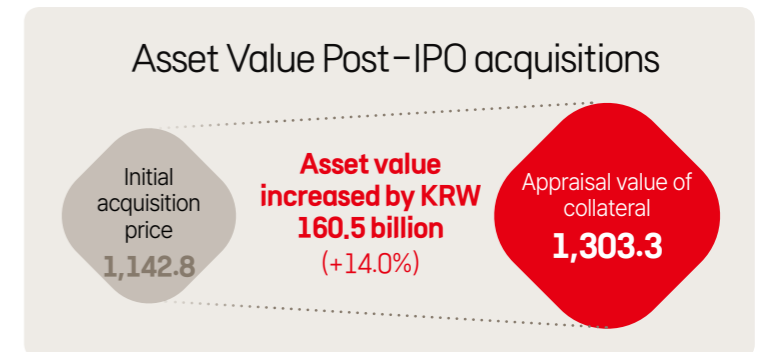 Asset Value Post-IPO acquisitions
Initial
acquisition
price
1,142.8
Asset value
increased by KRW
160.5 billion
(+14.0%)
Appraisal value of
collateral
1,303.3